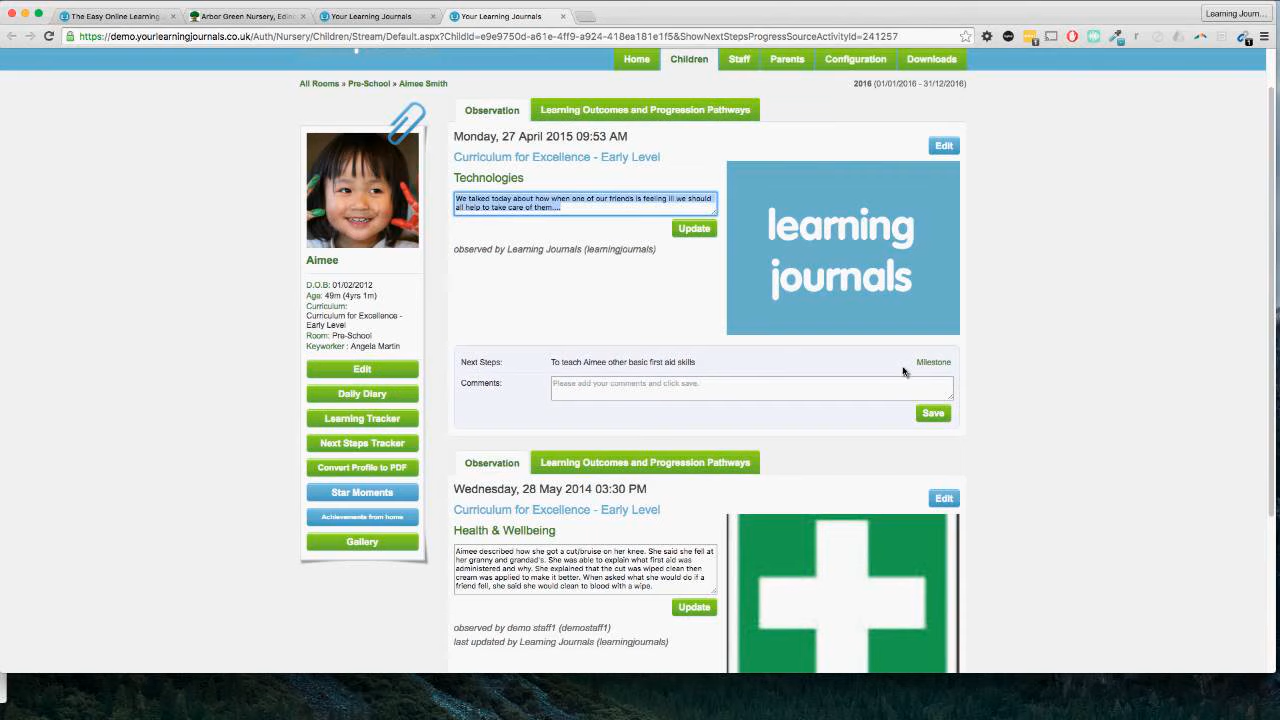 The Easy Online Learning
Arbor Green Nursery, Edin
Your Learning Journals
Your Learning Journals
Learning Journ...
https://demo.yourlearningjournals.co.uk/Auth/Nursery/Children/Stream/Default.aspx?ChildId=e9e9750d-a61e-4ff9-a924-418ea181e1f5&ShowNextStepsProgressSourceActivityId=241257
Home
Children
Staff
Parents
Configuration
Downloads
All Rooms » Pre-School » Aimee Smith
2016 (01/01/2016 - 31/12/2016)
Aimee
D.O.B: 01/02/2012
Age: 49m (4yrs 1m)
Curriculum:
Curriculum for Excellence -
Early Level
Room: Pre-School
Keyworker : Angela Martin
Edit
Daily Diary
Learning Tracker
Next Steps Tracker
Convert Profile to PDF
Star Moments
Achievements from home
Gallery
Observation
Learning Outcomes and Progression Pathways
Monday, 27 April 2015 09:53 AM
Edit
Curriculum for Excellence - Early Level
Technologies
We talked today about how when one of our friends is feeling ill we should
all help to take care of them....
Update
observed by Learning Journals (learningjournals)
learning
journals
Next Steps:
To teach Aimee other basic first aid skills
Milestone
Comments:
Please add your comments and click save.
Save
Observation
Learning Outcomes and Progression Pathways
Wednesday, 28 May 2014 03:30 PM
Edit
Curriculum for Excellence - Early Level
Health & Wellbeing
Aimee described how she got a cut/bruise on her knee. She said she fell at
her granny and grandad's. She was able to explain what first aid was
administered and why. She explained that the cut was wiped clean then
cream was applied to make it better. When asked what she would do if a
friend fell, she said she would clean to blood with a wipe.
Update
observed by demo staff1 (demostaff1)
last updated by Learning Journals (learningjournals)